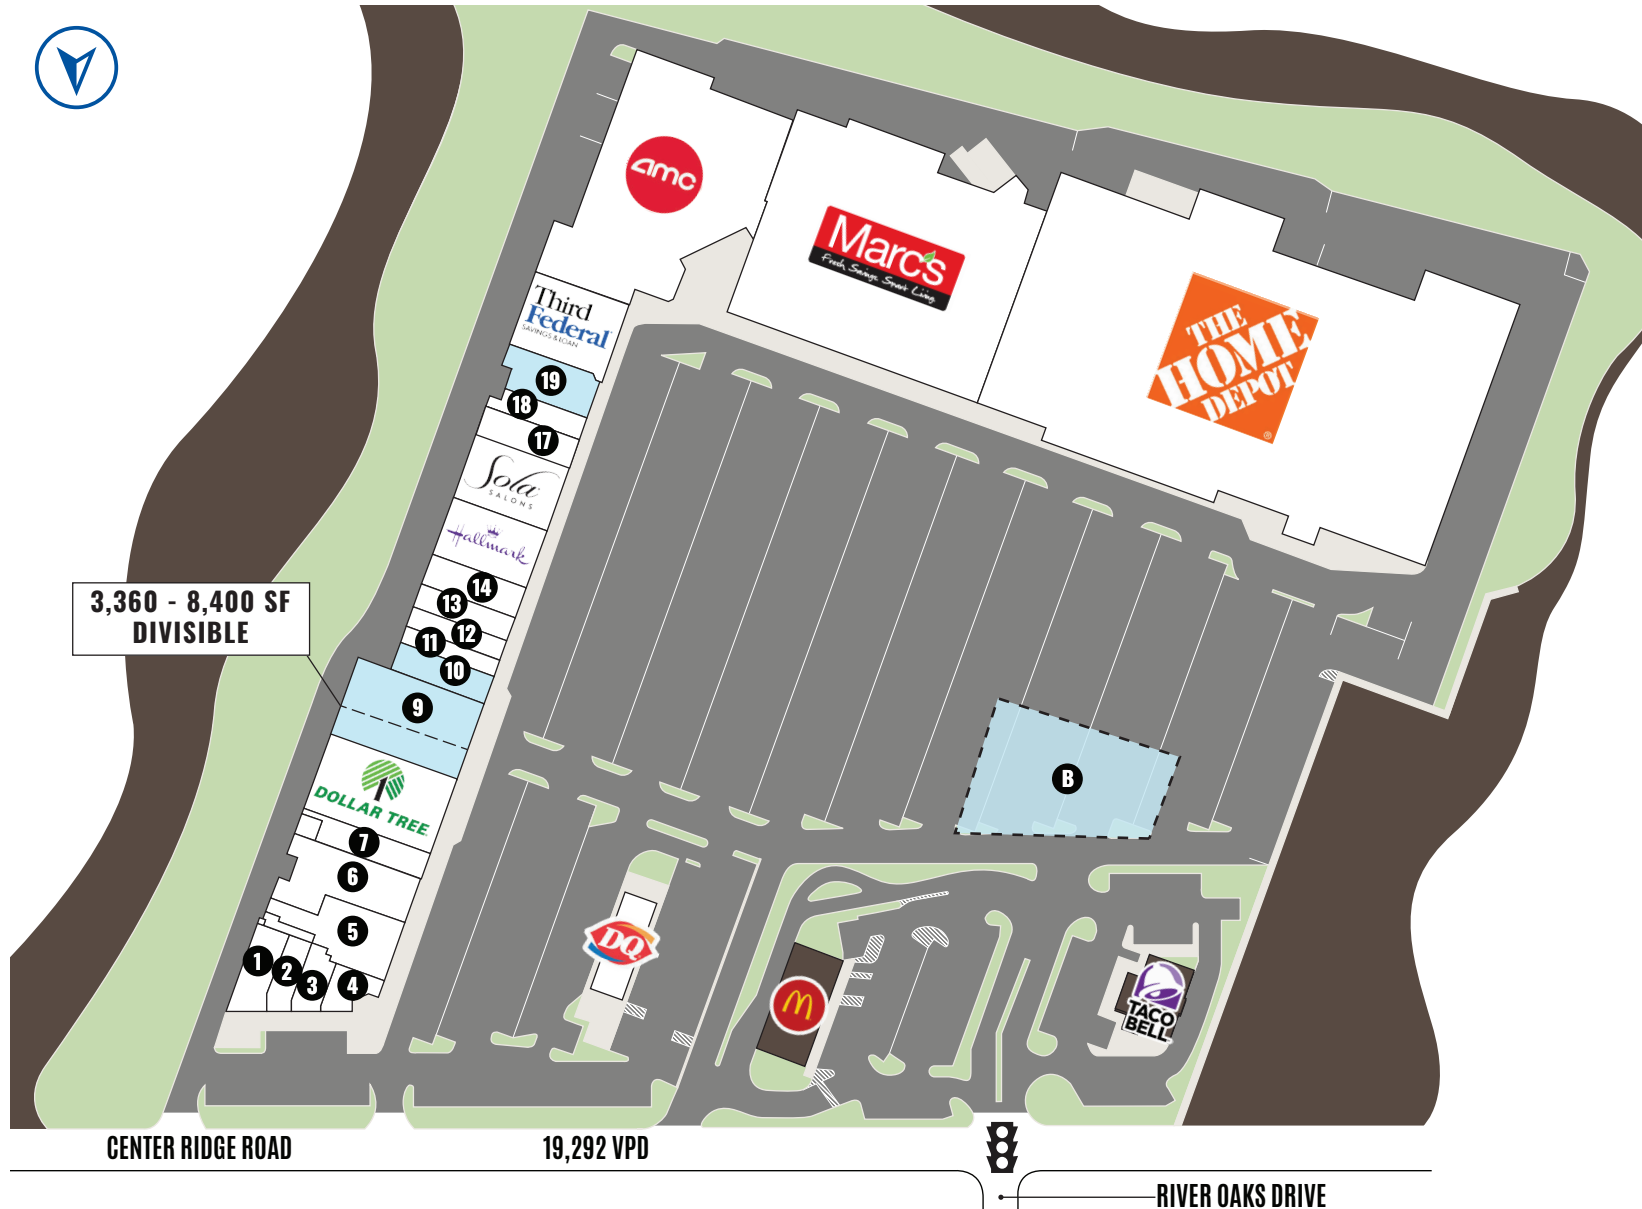 amc
Marc's
Fresh. Savings. Smart Living.
THE
HOME
DEPOT
®
Third
Federal
SAVINGS & LOAN
19
18
17
Sola
SALONS
Hallmark
14
13
12
11
10
9
3,360 - 8,400 SF
DIVISIBLE
DOLLAR TREE
7
6
5
1
2
3
4
B
DQ
TACO
BELL
CENTER RIDGE ROAD
19,292 VPD
RIVER OAKS DRIVE